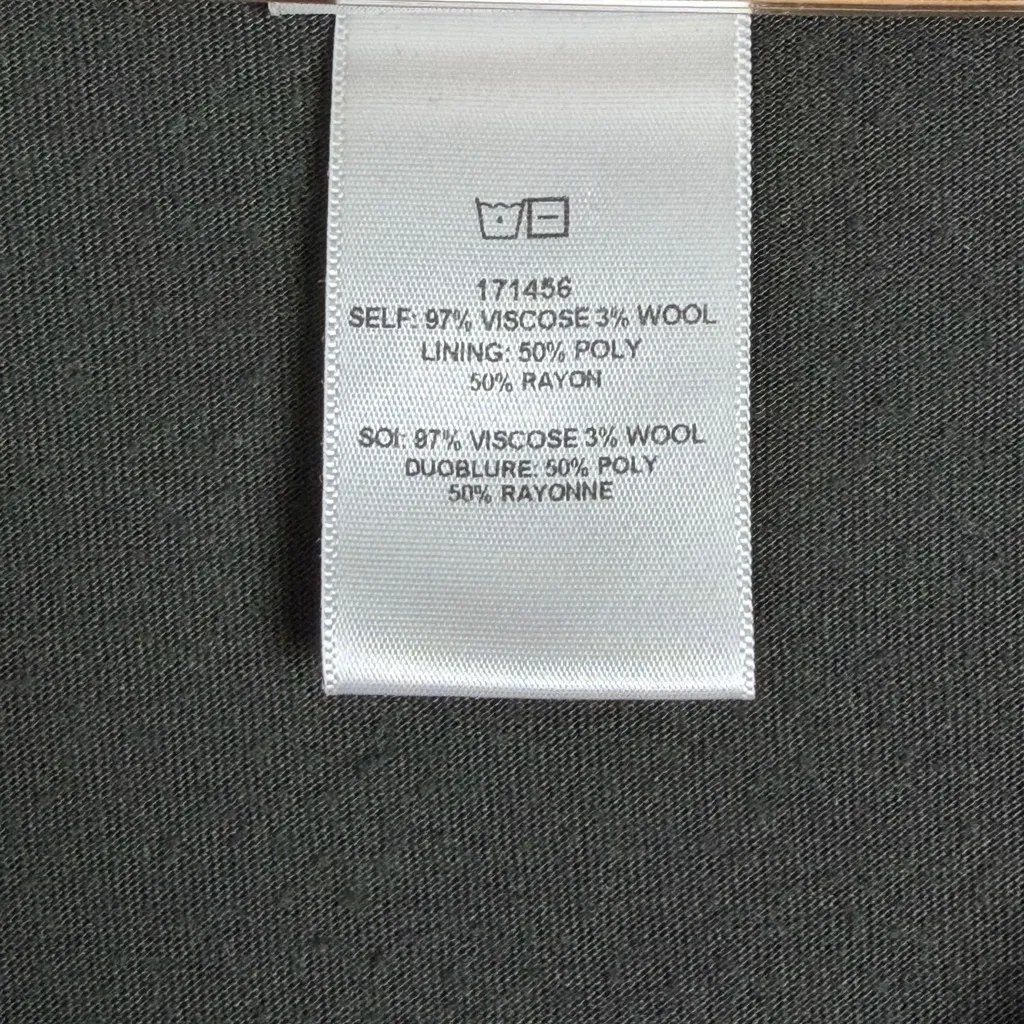 171456
SELF: 97% VISCOSE 3% WOOL
LINING: 50% POLY
50% RAYON
SOI: 97% VISCOSE 3% WOOL
DUOBLURE: 50% POLY
50% RAYONNE